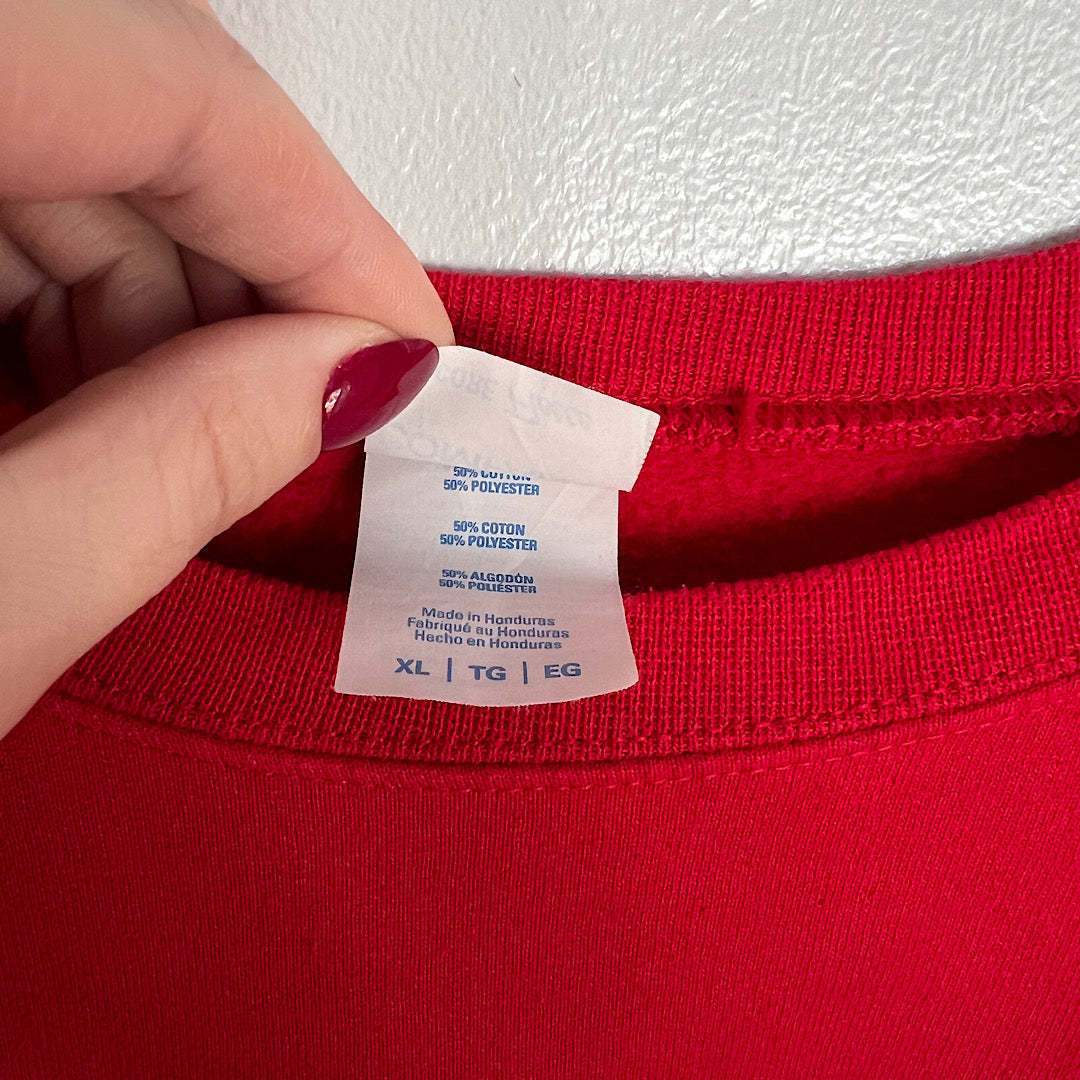 50% COTTON
50% POLYESTER
50% COTON
50% POLYESTER
50% ALGODÓN
50% POLIÉSTER
Made in Honduras
Fabriqué au Honduras
Hecho en Honduras
XL | TG | EG